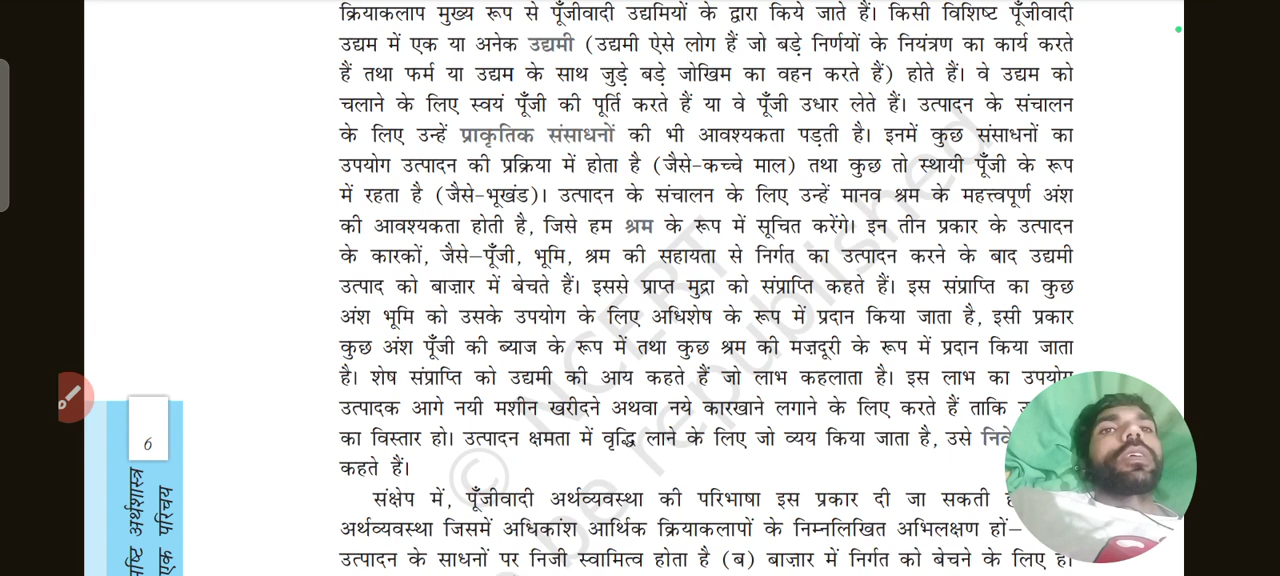 क्रियाकलाप मुख्य रूप से पूँजीवादी उद्यमियों के द्वारा किये जाते हैं। किसी विशिष्ट पूँजीवादी
उद्यम में एक या अनेक उद्यमी (उद्यमी ऐसे लोग हैं जो बड़े निर्णयों के नियंत्रण का कार्य करते
हैं तथा फर्म या उद्यम के साथ जुड़े बड़े जोखिम का वहन करते हैं) होते हैं। वे उद्यम को
चलाने के लिए स्वयं पूँजी की पूर्ति करते हैं या वे पूँजी उधार लेते हैं। उत्पादन के संचालन
के लिए उन्हें प्राकृतिक संसाधनों की भी आवश्यकता पड़ती है। इनमें कुछ संसाधनों का
उपयोग उत्पादन की प्रक्रिया में होता है (जैसे-कच्चे माल) तथा कुछ तो स्थायी पूँजी के रूप
में रहता है (जैसे-भूखंड)। उत्पादन के संचालन के लिए उन्हें मानव श्रम के महत्त्वपूर्ण अंश
की आवश्यकता होती है, जिसे हम श्रम के रूप में सूचित करेंगे। इन तीन प्रकार के उत्पादन
के कारकों, जैसे–पूँजी, भूमि, श्रम की सहायता से निर्गत का उत्पादन करने के बाद उद्यमी
उत्पाद को बाज़ार में बेचते हैं। इससे प्राप्त मुद्रा को संप्राप्ति कहते हैं। इस संप्राप्ति का कुछ
अंश भूमि को उसके उपयोग के लिए अधिशेष के रूप में प्रदान किया जाता है, इसी प्रकार
कुछ अंश पूँजी की ब्याज के रूप में तथा कुछ श्रम की मज़दूरी के रूप में प्रदान किया जाता
है। शेष संप्राप्ति को उद्यमी की आय कहते हैं जो लाभ कहलाता है। इस लाभ का उपयोग
उत्पादक आगे नयी मशीन खरीदने अथवा नये कारखाने लगाने के लिए करते हैं ताकि
का विस्तार हो। उत्पादन क्षमता में वृद्धि लाने के लिए जो व्यय किया जाता है, उसे
कहते हैं।
संक्षेप में, पूँजीवादी अर्थव्यवस्था की परिभाषा इस प्रकार दी जा सकती
अर्थव्यवस्था जिसमें अधिकांश आर्थिक क्रियाकलापों के निम्नलिखित अभिलक्षण हों–
उत्पादन के साधनों पर निजी स्वामित्व होता है (ब) बाज़ार में निर्गत को बेचने के लिए ही
6
अर्थशास्त्र
एक परिचय
© NCERT
be republished